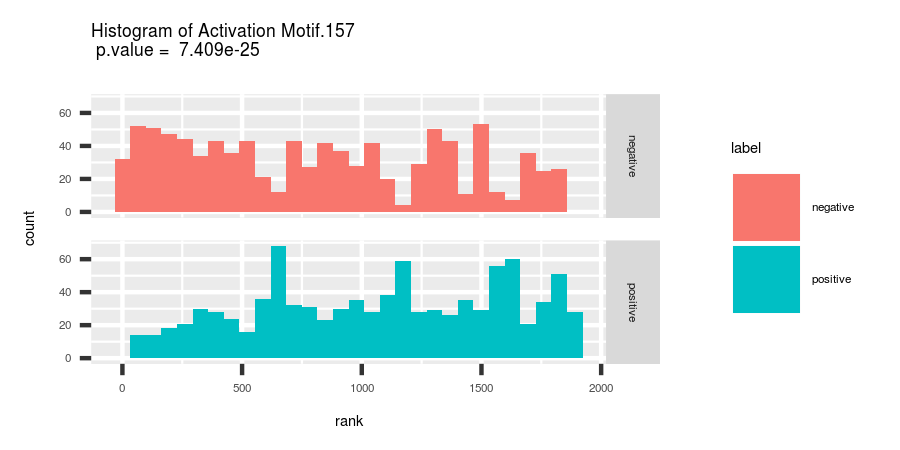 Histogram of Activation Motif.157
p.value =  7.409e-25
60
40
20
0
negative
60
40
20
0
positive
0
500
1000
1500
2000
count
rank
label
negative
positive